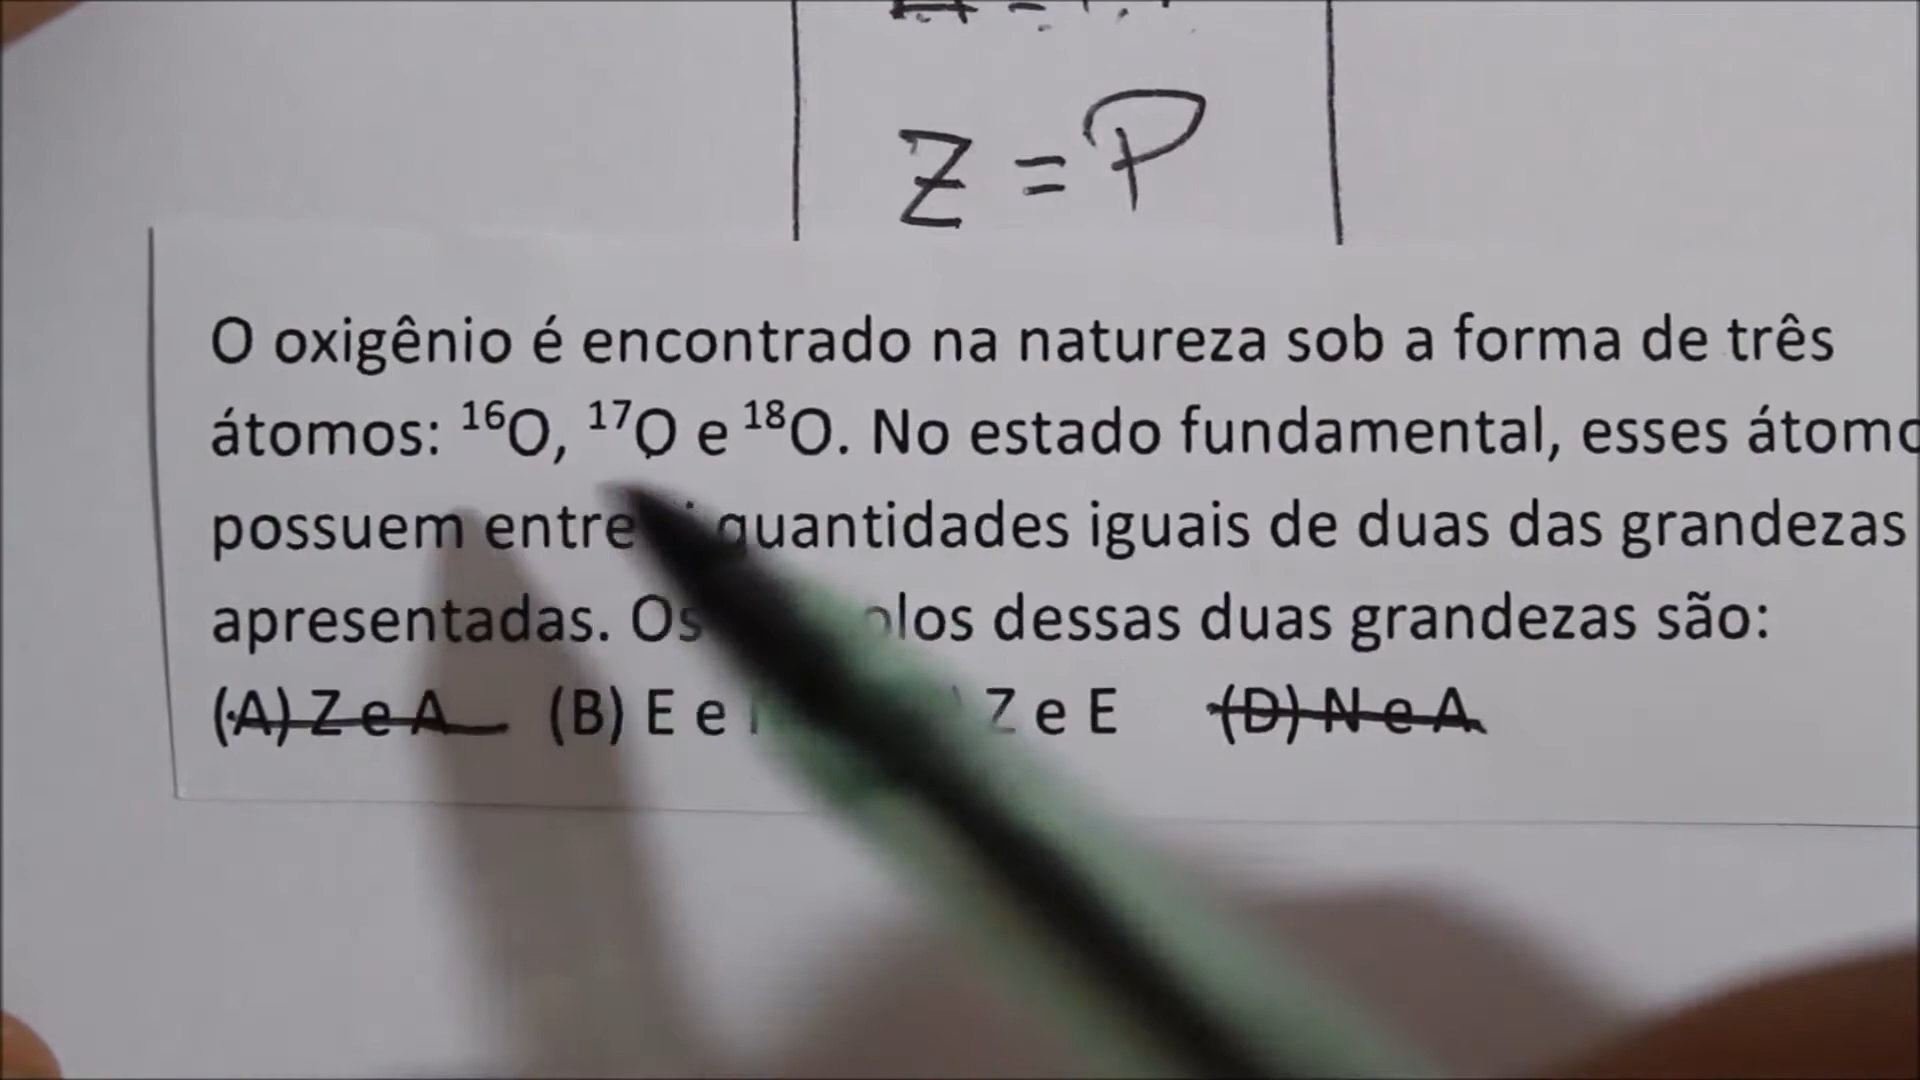 Z = P
O oxigênio é encontrado na natureza sob a forma de três
átomos: ¹⁶O, ¹⁷O e ¹⁸O. No estado fundamental, esses átomo
possuem entre quantidades iguais de duas das grandezas
apresentadas. Os dessas duas grandezas são:
(A) Z e A (B) E e Z e E (D) N e A